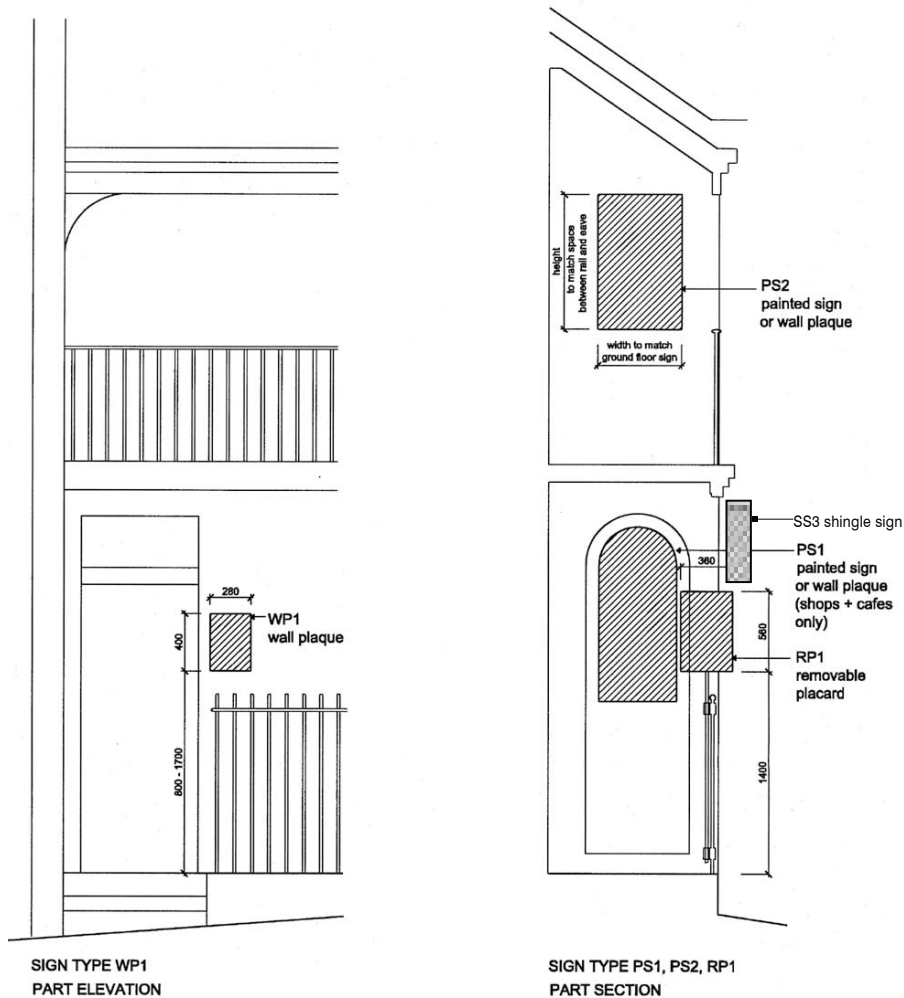 280
400
WP1
wall plaque
800 - 1700
SIGN TYPE WP1
PART ELEVATION
height
to match space
between rail and eave
PS2
painted sign
or wall plaque
width to match
ground floor sign
SS3 shingle sign
PS1
painted sign
or wall plaque
(shops + cafes
only)
360
560
RP1
removable
placard
1400
SIGN TYPE PS1, PS2, RP1
PART SECTION